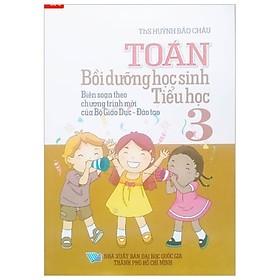 ThS HUỲNH BẢO CHÂU
TOÁN
Bồi dưỡng học sinh
Tiểu học
Biên soạn theo
chương trình mới
của Bộ Giáo Dục - Đào tạo
3
NHÀ XUẤT BẢN ĐẠI HỌC QUỐC GIA
THÀNH PHỐ HỒ CHÍ MINH